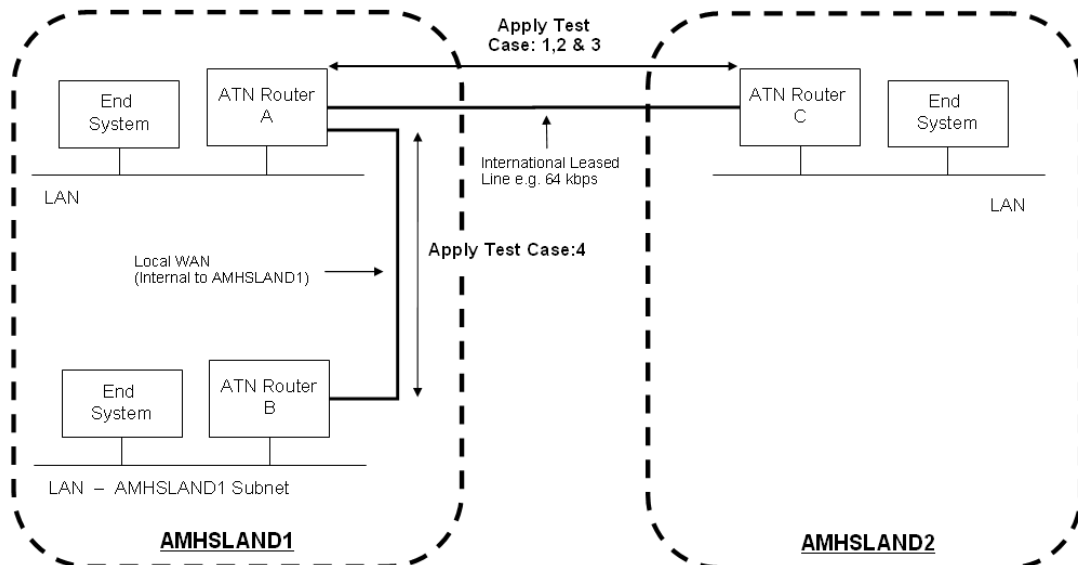 Apply Test
Case: 1,2 & 3
End
System
ATN Router
A
ATN Router
C
End
System
International Leased
Line e.g. 64 kbps
LAN
LAN
Apply Test Case:4
Local WAN
(Internal to AMHSLAND1)
End
System
ATN Router
B
LAN – AMHSLAND1 Subnet
AMHSLAND1
AMHSLAND2